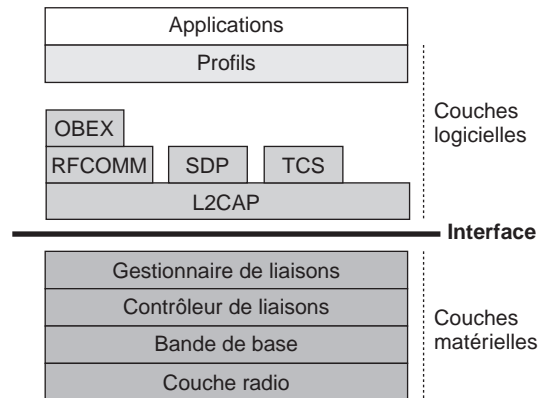 Applications
Profils
OBEX
RFCOMM SDP TCS
L2CAP
Couches
logicielles
Interface
Gestionnaire de liaisons
Contrôleur de liaisons
Bande de base
Couche radio
Couches
matérielles